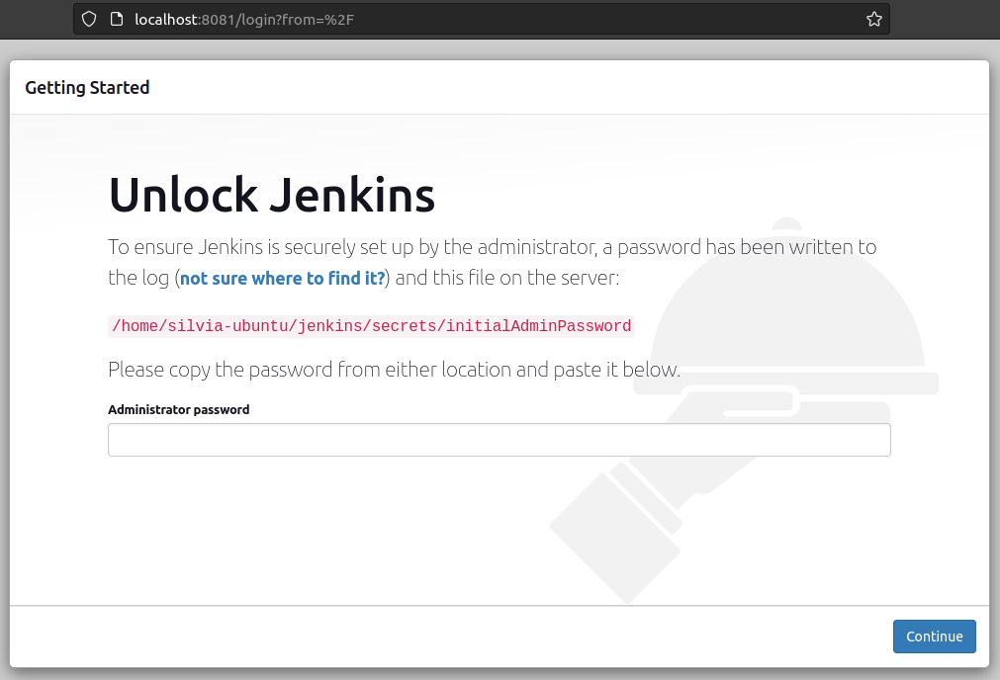 localhost:8081/login?from=%2F
Getting Started
Unlock Jenkins
To ensure Jenkins is securely set up by the administrator, a password has been written to
the log (not sure where to find it?) and this file on the server:
/home/silvia-ubuntu/jenkins/secrets/initialAdminPassword
Please copy the password from either location and paste it below.
Administrator password
Continue